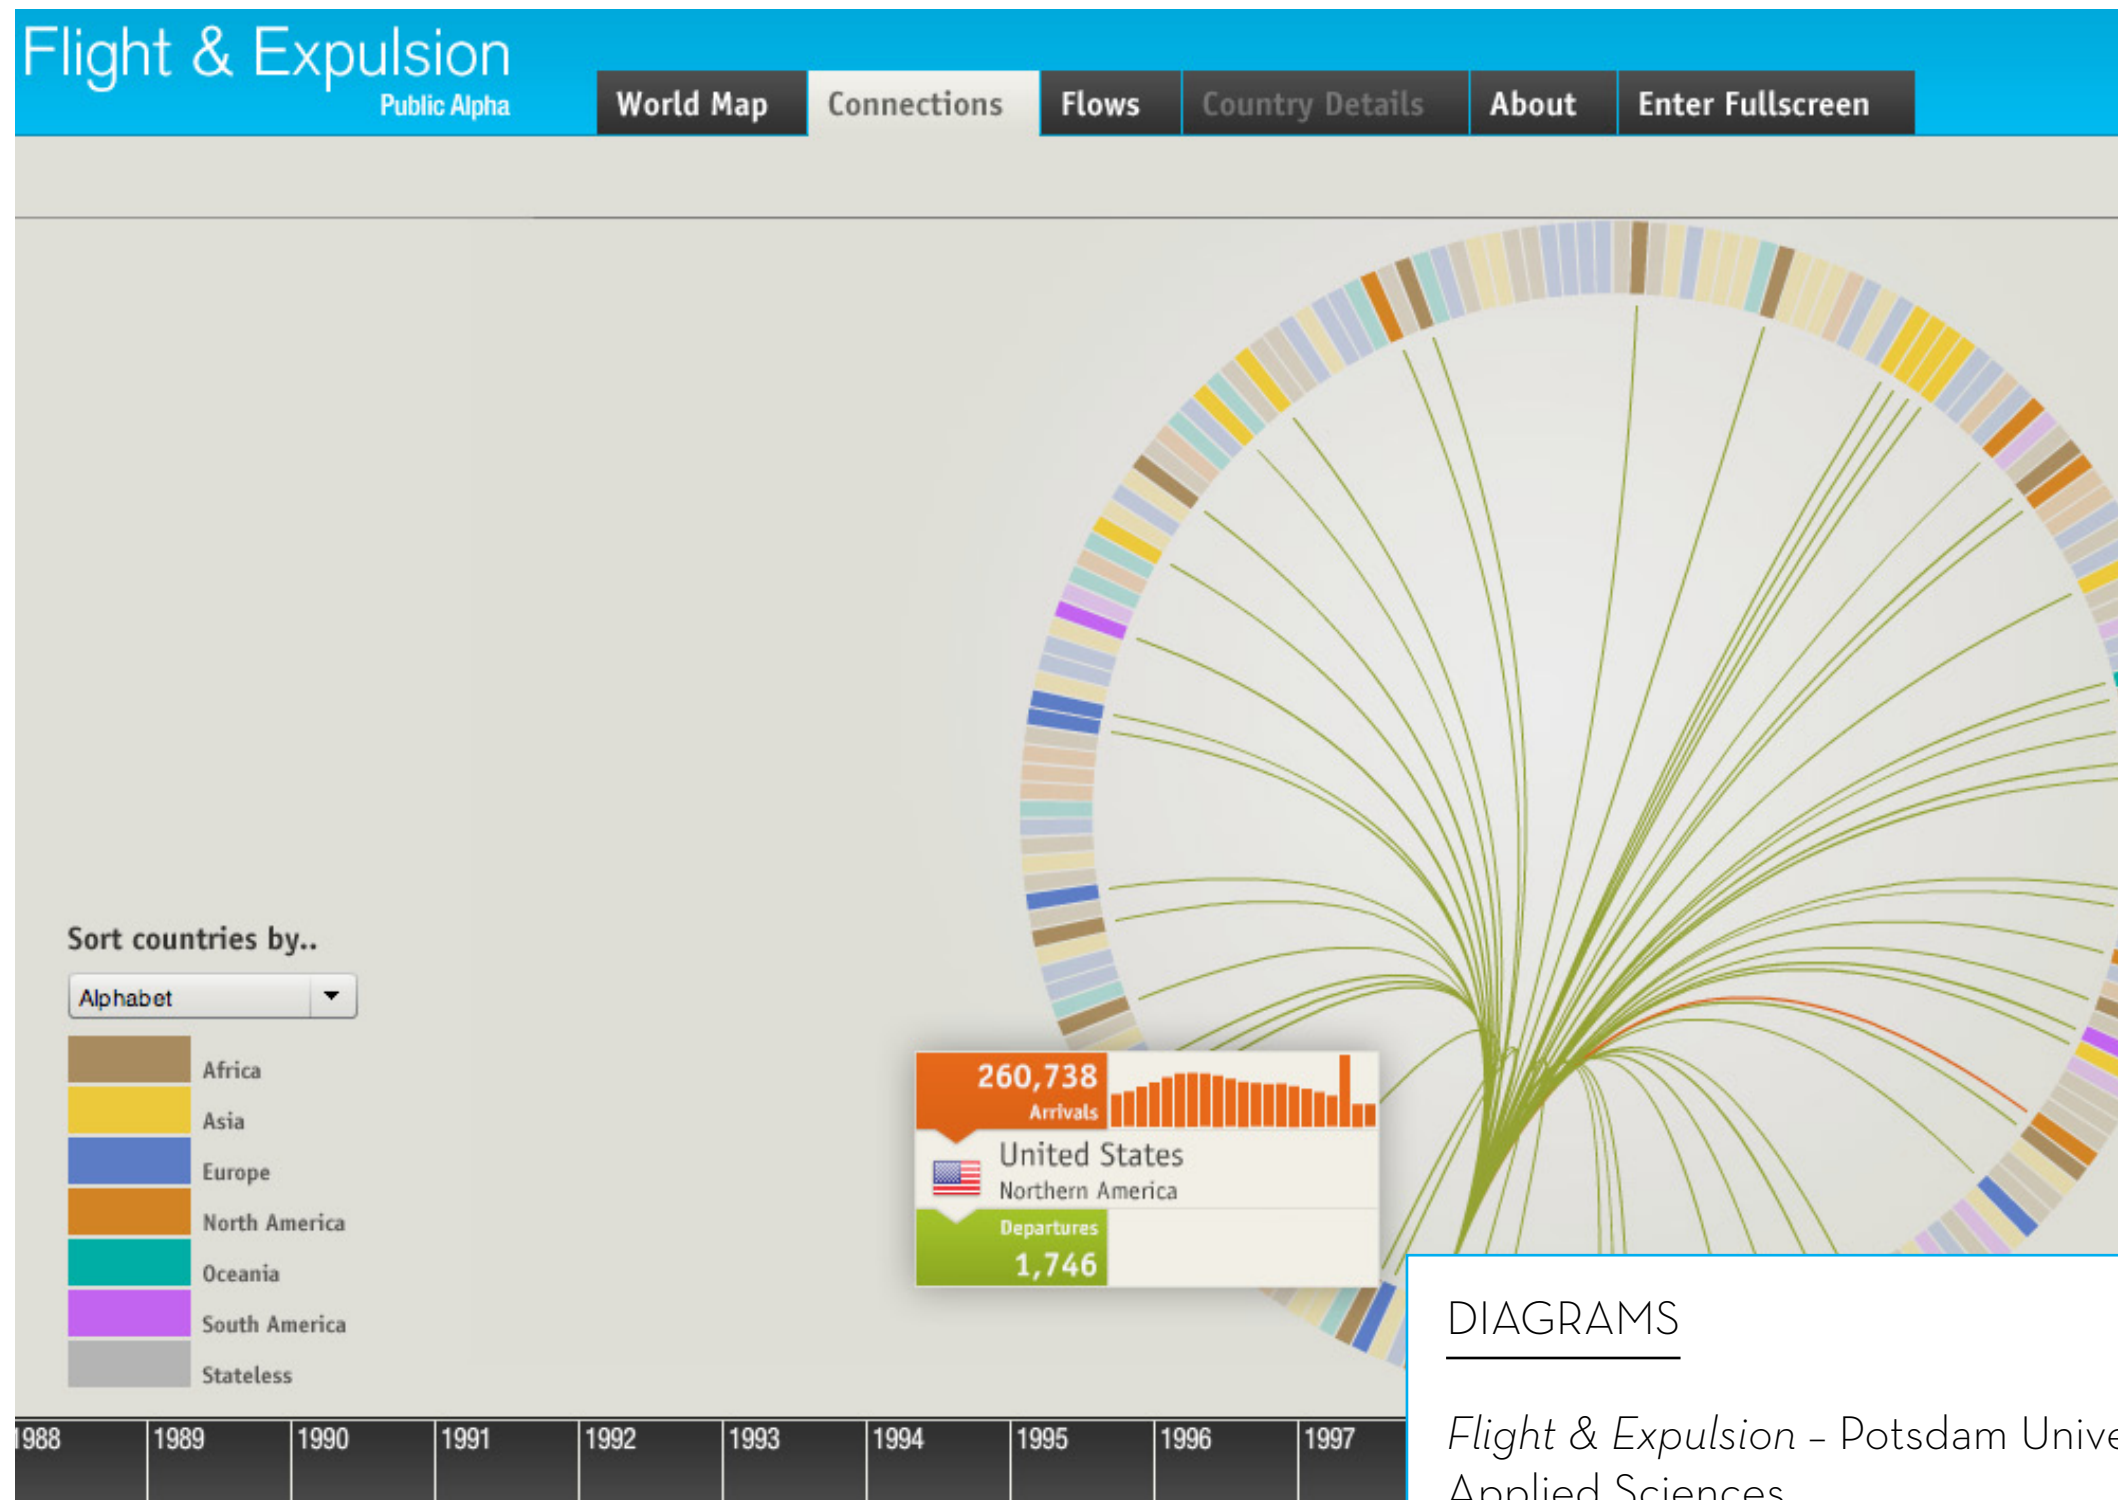 Flight & Expulsion
Public Alpha
World Map
Connections
Flows
Country Details
About
Enter Fullscreen
Sort countries by..
Alphabet
Africa
Asia
Europe
North America
Oceania
South America
Stateless
260,738
Arrivals
United States
Northern America
Departures
1,746
1988
1989
1990
1991
1992
1993
1994
1995
1996
1997
DIAGRAMS
Flight & Expulsion – Potsdam
Applied Sciences